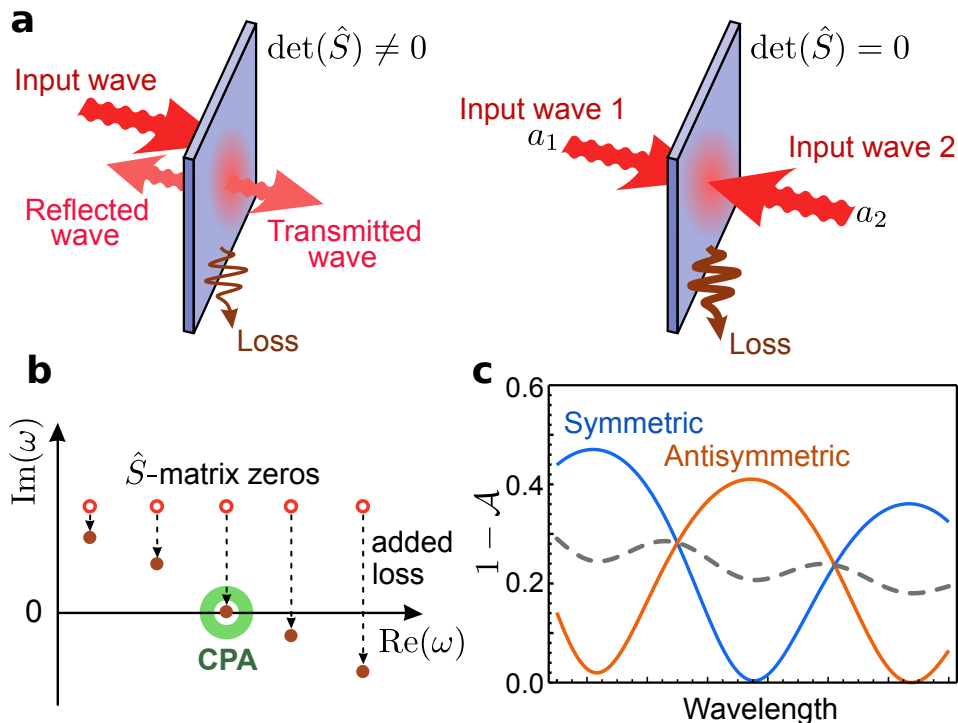 a
det(Ŝ) ≠ 0
det(Ŝ) = 0
Input wave
Reflected
wave
Transmitted
wave
Loss
Input wave 1
a₁
Input wave 2
a₂
Loss
b
Im(ω)
Ŝ-matrix zeros
added
loss
0
CPA
Re(ω)
c
0.6
Symmetric
Antisymmetric
0.4
1 − 𝒜
0.2
0.0
Wavelength